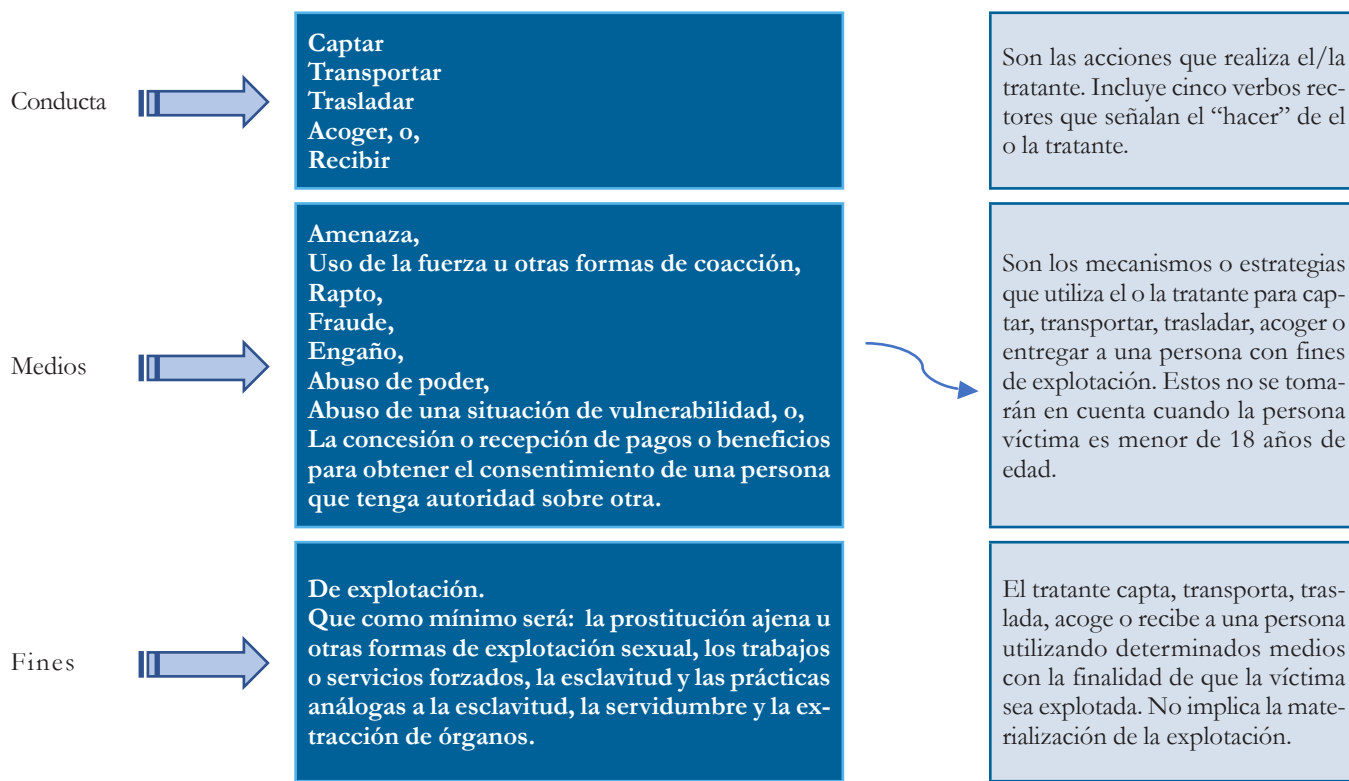 Conducta
Captar
Transportar
Trasladar
Acoger, o,
Recibir
Son las acciones que realiza el/la
tratante. Incluye cinco verbos rec-
tores que señalan el “hacer” de el
o la tratante.
Medios
Amenaza,
Uso de la fuerza u otras formas de coacción,
Rapto,
Fraude,
Engaño,
Abuso de poder,
Abuso de una situación de vulnerabilidad, o,
La concesión o recepción de pagos o beneficios
para obtener el consentimiento de una persona
que tenga autoridad sobre otra.
Son los mecanismos o estrategias
que utiliza el o la tratante para cap-
tar, transportar, trasladar, acoger o
entregar a una persona con fines
de explotación. Estos no se toma-
rán en cuenta cuando la persona
víctima es menor de 18 años de
edad.
Fines
De explotación.
Que como mínimo será: la prostitución ajena u
otras formas de explotación sexual, los trabajos
o servicios forzados, la esclavitud y las prácticas
análogas a la esclavitud, la servidumbre y la ex-
tracción de órganos.
El tratante capta, transporta, tras-
lada, acoge o recibe a una persona
utilizando determinados medios
con la finalidad de que la víctima
sea explotada. No implica la mate-
rialización de la explotación.